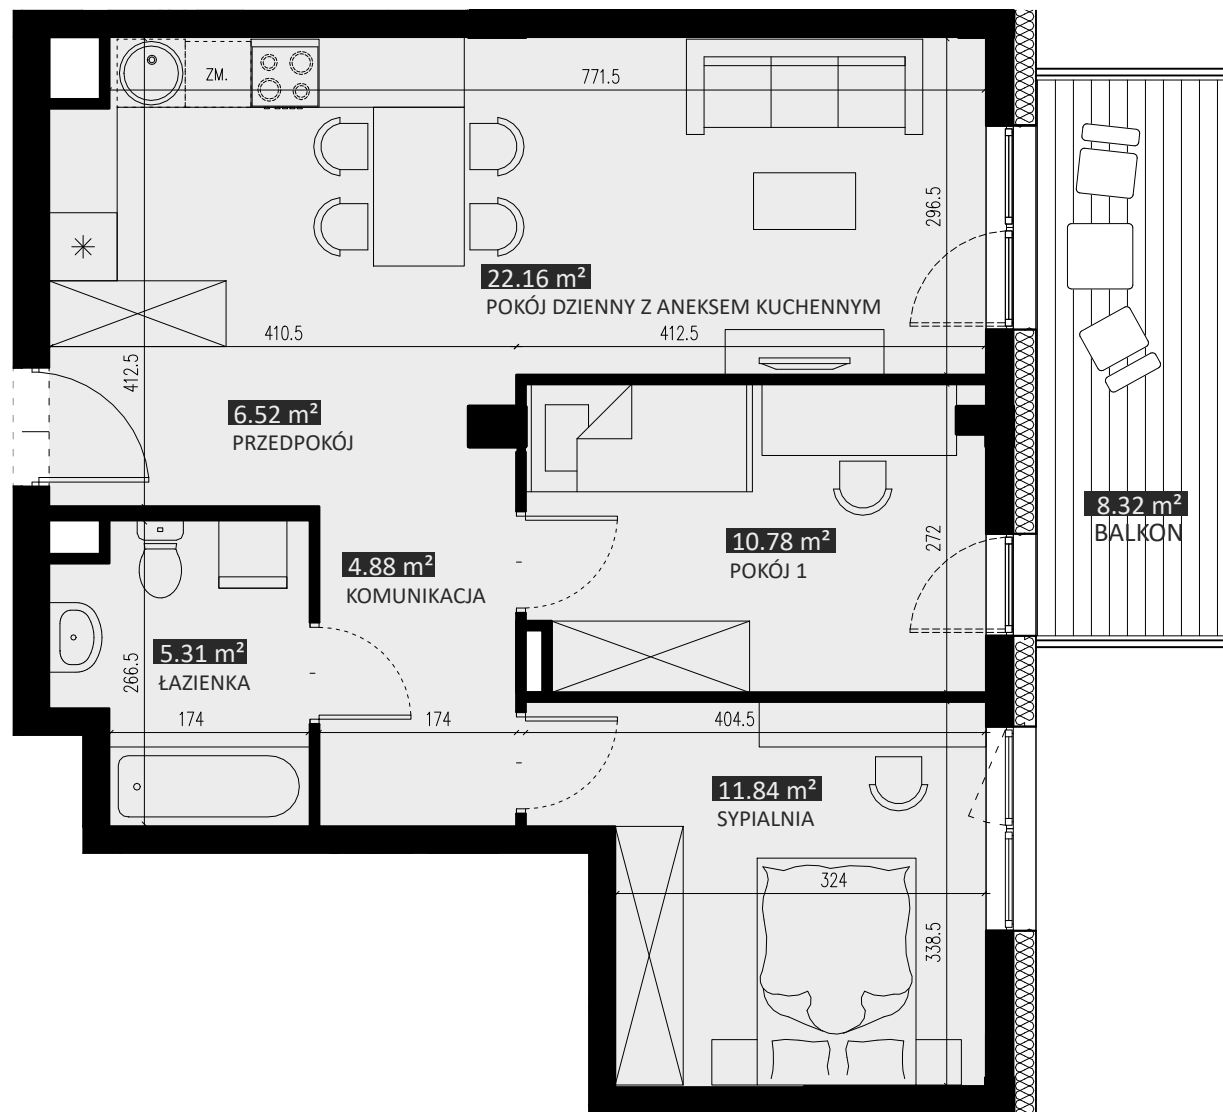 ZM.
771.5
296.5
22.16 m²
POKÓJ DZIENNY Z ANEKSEM KUCHENNYM
410.5
412.5
412.5
6.52 m²
PRZEDPOKÓJ
8.32 m²
BALKON
10.78 m²
POKÓJ 1
272
4.88 m²
KOMUNIKACJA
5.31 m²
ŁAZIENKA
266.5
174
174
404.5
11.84 m²
SYPIALNIA
324
338.5